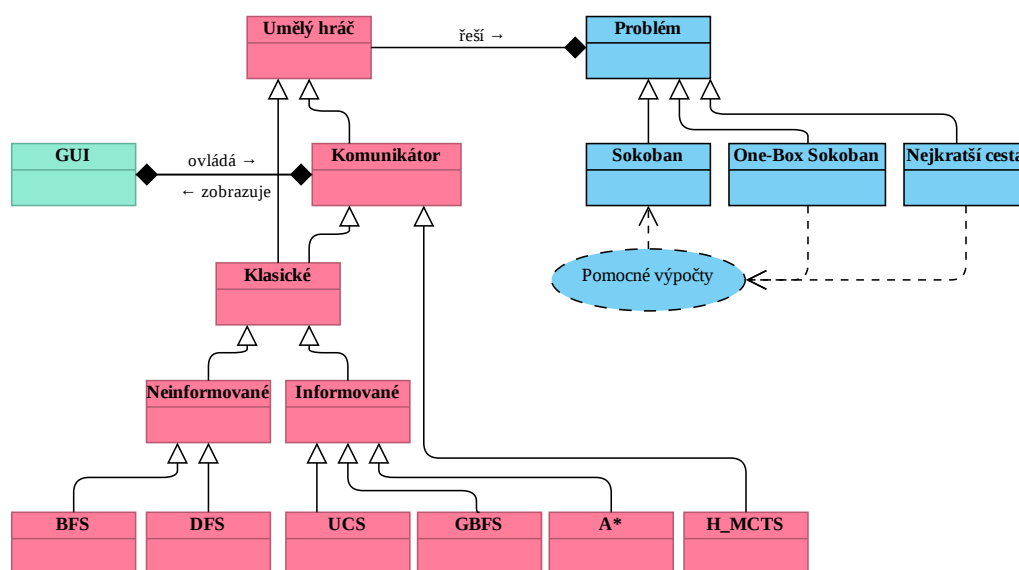 Umělý hráč
řeší →
Problém
GUI
ovládá →
← zobrazuje
Komunikátor
Sokoban
One-Box Sokoban
Nejkratší cesta
Klasické
Pomocné výpočty
Neinformované
Informované
BFS
DFS
UCS
GBFS
A*
H_MCTS